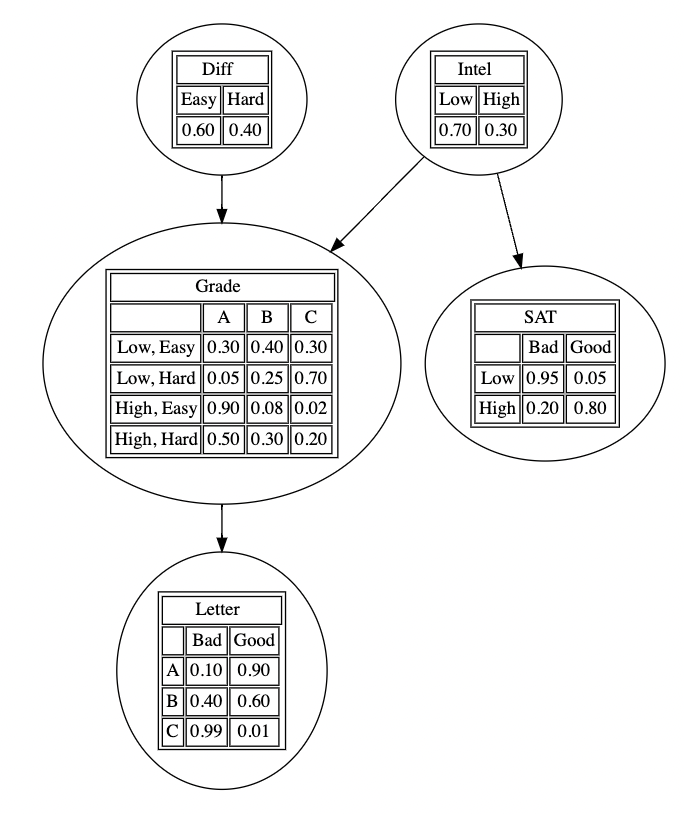 Diff
Easy Hard
0.60 0.40
Intel
Low High
0.70 0.30
Grade
A B C
Low, Easy 0.30 0.40 0.30
Low, Hard 0.05 0.25 0.70
High, Easy 0.90 0.08 0.02
High, Hard 0.50 0.30 0.20
SAT
Bad Good
Low 0.95 0.05
High 0.20 0.80
Letter
Bad Good
A 0.10 0.90
B 0.40 0.60
C 0.99 0.01